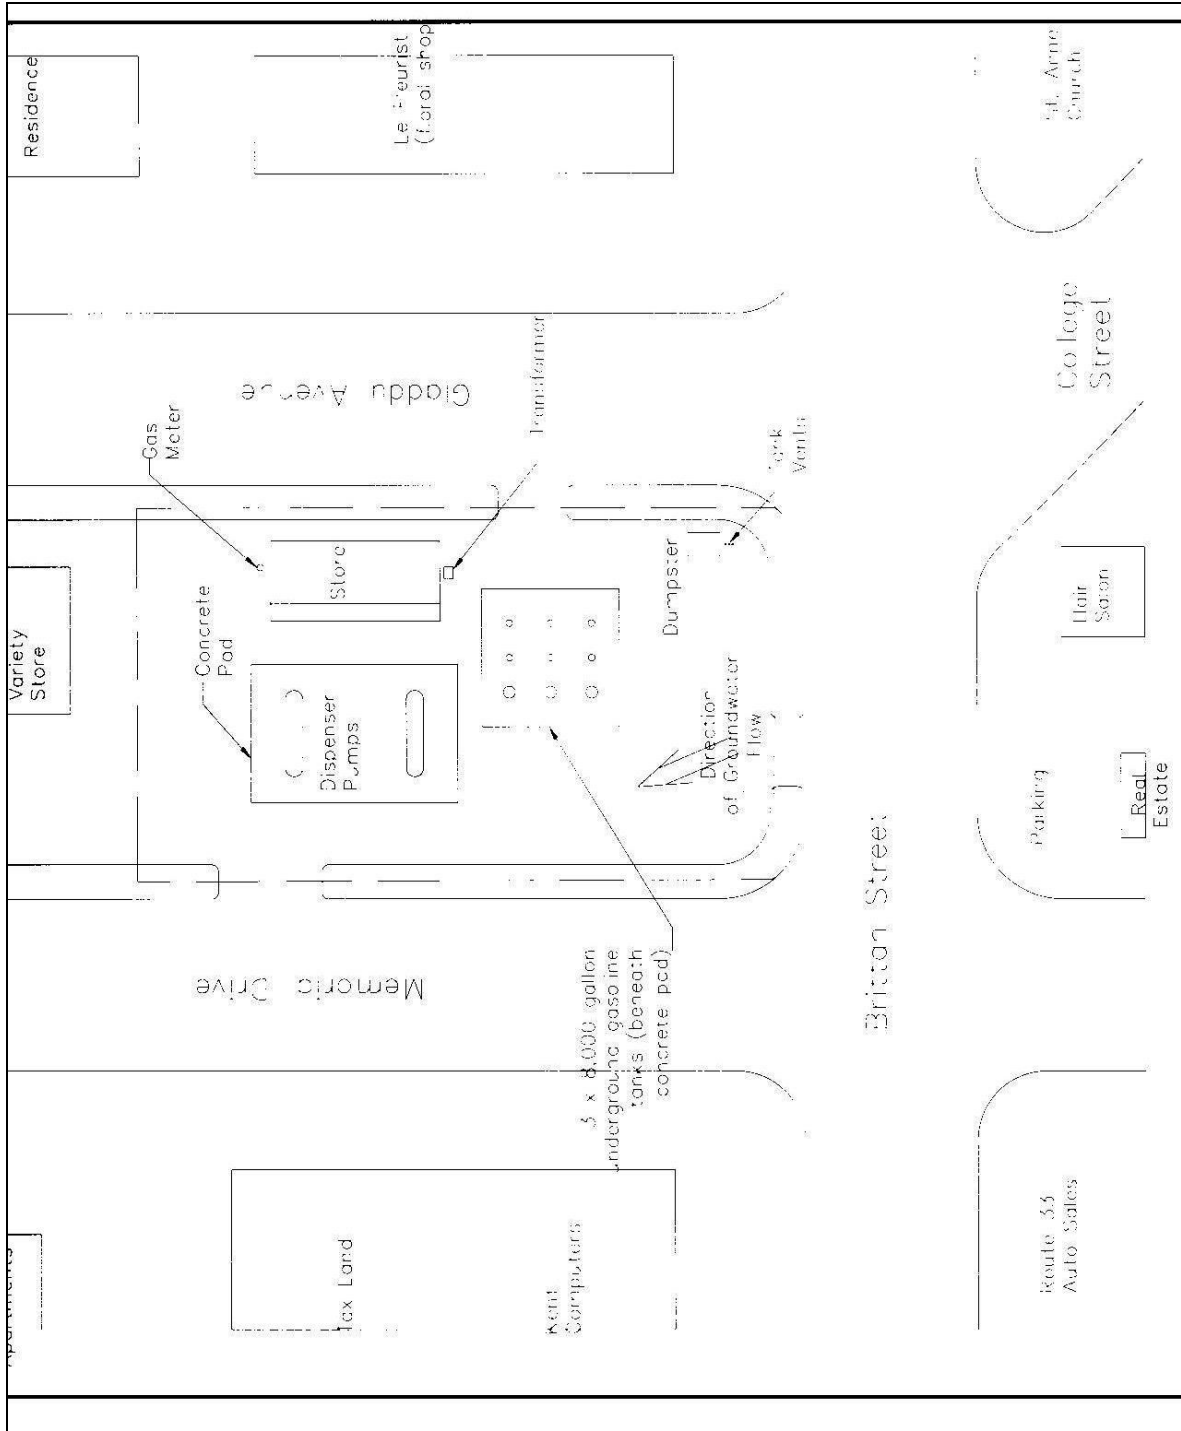 Residence
Le Fleurist
(floral shop
St. Anne
Church
College
Street
Gladdu Avenue
Gas
Meter
Transformer
Tank
Vents
Store
Dumpster
Hair
Salon
Variety
Store
Concrete
Pad
Dispenser
Pumps
Direction
of Groundwater
Flow
Parking
Real
Estate
Brittan Street
Drive
3 x 8,000 gallon
underground gasoline
tanks (beneath
concrete pad)
Tax Land
Kent
Computers
Route 33
Auto Sales
Apartments